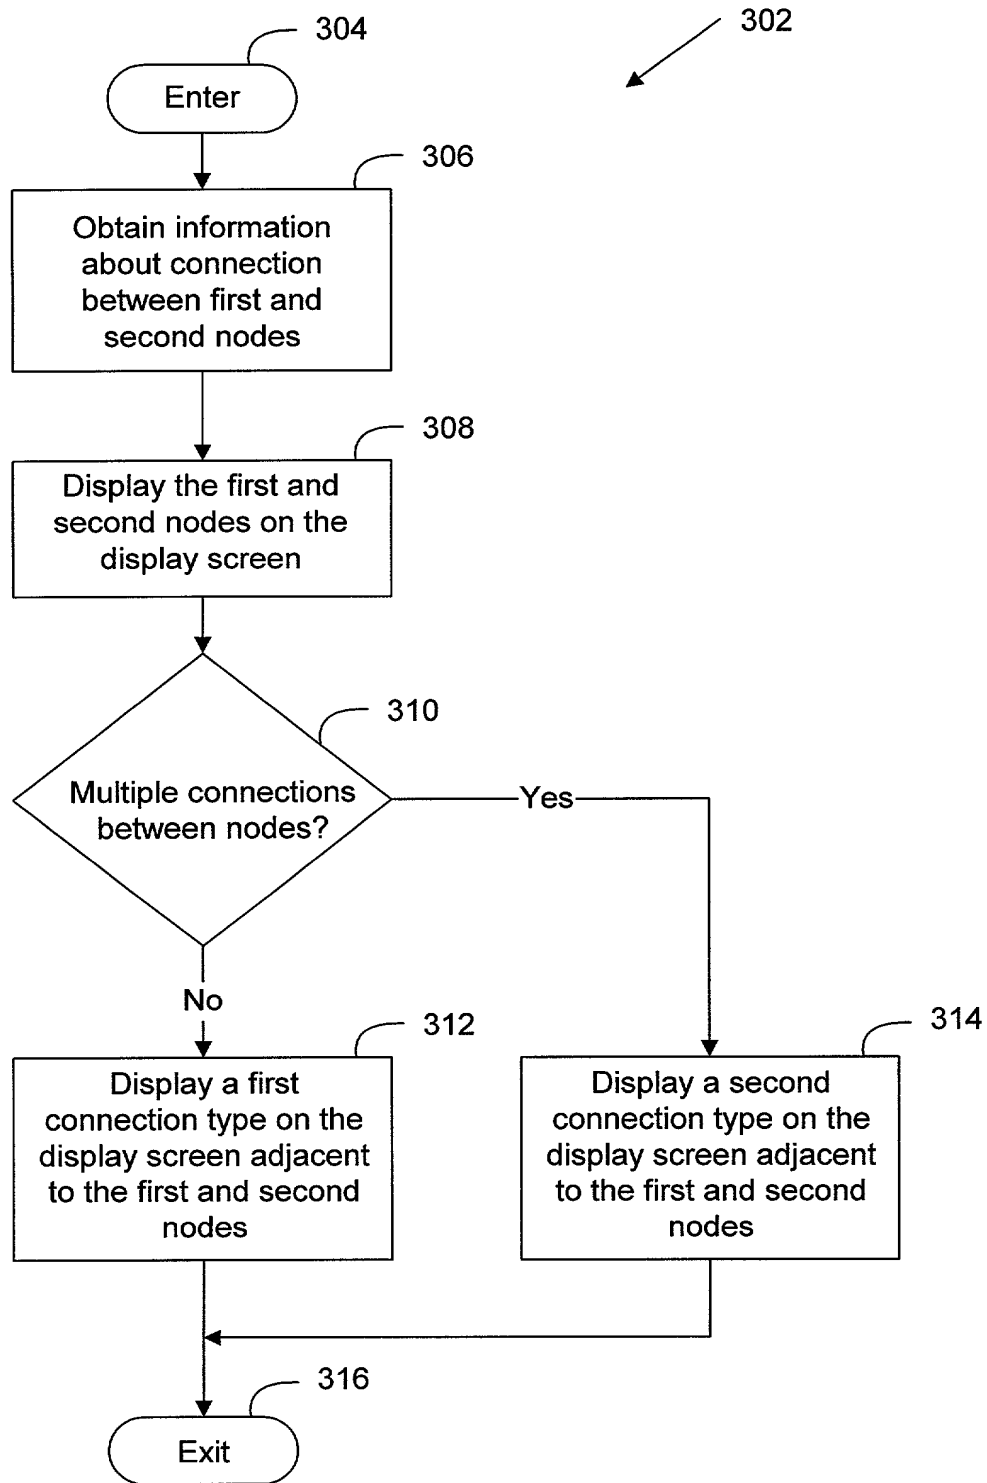 302
304
Enter
306
Obtain information
about connection
between first and
second nodes
308
Display the first and
second nodes on the
display screen
310
Multiple connections
between nodes?
Yes
No
312
Display a first
connection type on the
display screen adjacent
to the first and second
nodes
314
Display a second
connection type on the
display screen adjacent
to the first and second
nodes
316
Exit